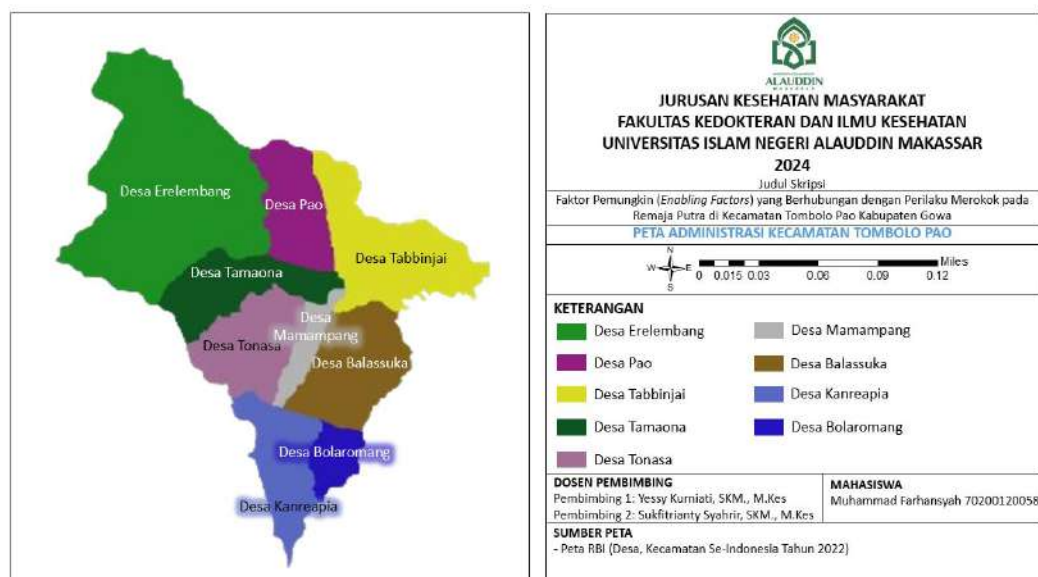 Desa Erelembang
Desa Pao
Desa Tabbinjai
Desa Tamaona
Desa Mamampang
Desa Tonasa
Desa Balassuka
Desa Bolaromang
Desa Kanreapia
ALAUDDIN
JURUSAN KESEHATAN MASYARAKAT
FAKULTAS KEDOKTERAN DAN ILMU KESEHATAN
UNIVERSITAS ISLAM NEGERI ALAUDDIN MAKASSAR
2024
Judul Skripsi
Faktor Pemungkin (Enabling Factors) yang Berhubungan dengan Perilaku Merokok pada
Remaja Putra di Kecamatan Tombolo Pao Kabupaten Gowa
PETA ADMINISTRASI KECAMATAN TOMBOLO PAO
N
W E
S
Miles
0 0.015 0.03 0.06 0.09 0.12
KETERANGAN
Desa Erelembang
Desa Mamampang
Desa Pao
Desa Balassuka
Desa Tabbinjai
Desa Kanreapia
Desa Tamaona
Desa Bolaromang
Desa Tonasa
DOSEN PEMBIMBING
Pembimbing 1: Yessy Kurniati, SKM., M.Kes
Pembimbing 2: Sukfitrianty Syahrir, SKM., M.Kes
MAHASISWA
Muhammad Farhansyah 70200120058
SUMBER PETA
- Peta RBI (Desa, Kecamatan Se-Indonesia Tahun 2022)